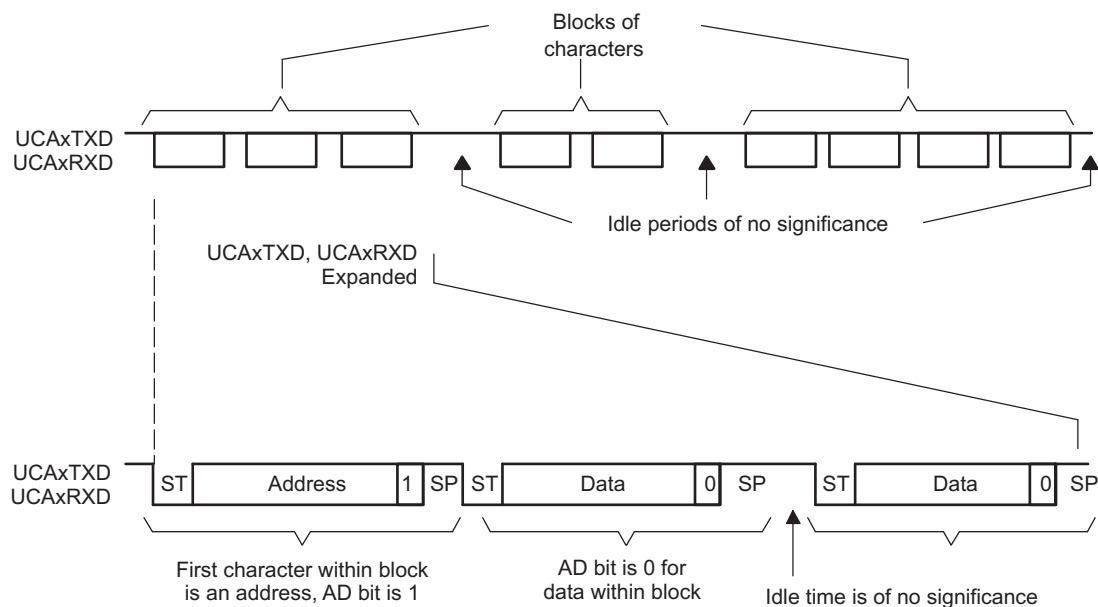 Blocks of
characters
UCAxTXD
UCAxRXD
Idle periods of no significance
UCAxTXD, UCAxRXD
Expanded
UCAxTXD
UCAxRXD
ST Address 1 SP ST Data 0 SP ST Data 0 SP
First character within block
is an address, AD bit is 1
AD bit is 0 for
data within block
Idle time is of no significance